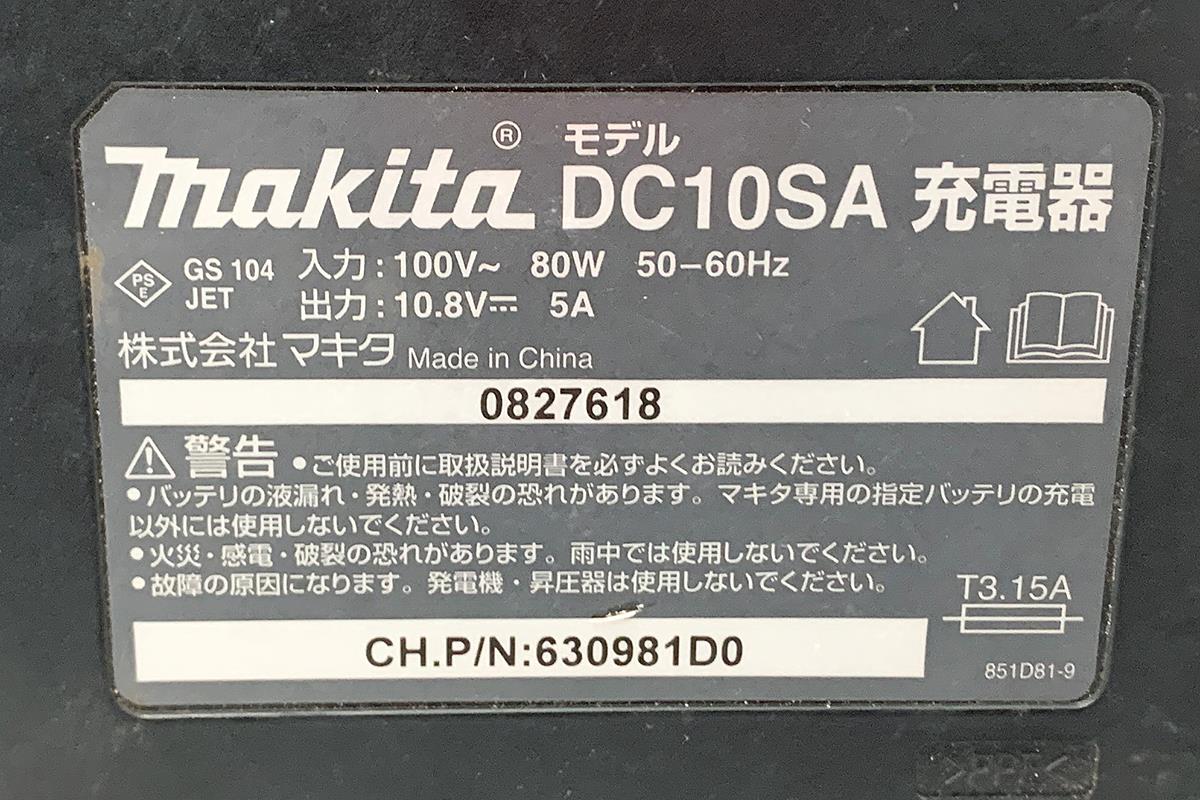 makita® モデル DC10SA 充電器
PSE GS 104 JET
入力:100V~ 80W 50-60Hz
出力:10.8V⎓ 5A
株式会社マキタ Made in China
0827618
⚠警告 ●ご使用前に取扱説明書を必ずよくお読みください。
●バッテリの液漏れ・発熱・破裂の恐れがあります。マキタ専用の指定バッテリの充電
以外には使用しないでください。
●火災・感電・破裂の恐れがあります。雨中では使用しないでください。
●故障の原因になります。発電機・昇圧器は使用しないでください。
T3.15A
CH.P/N:630981D0
851D81-9